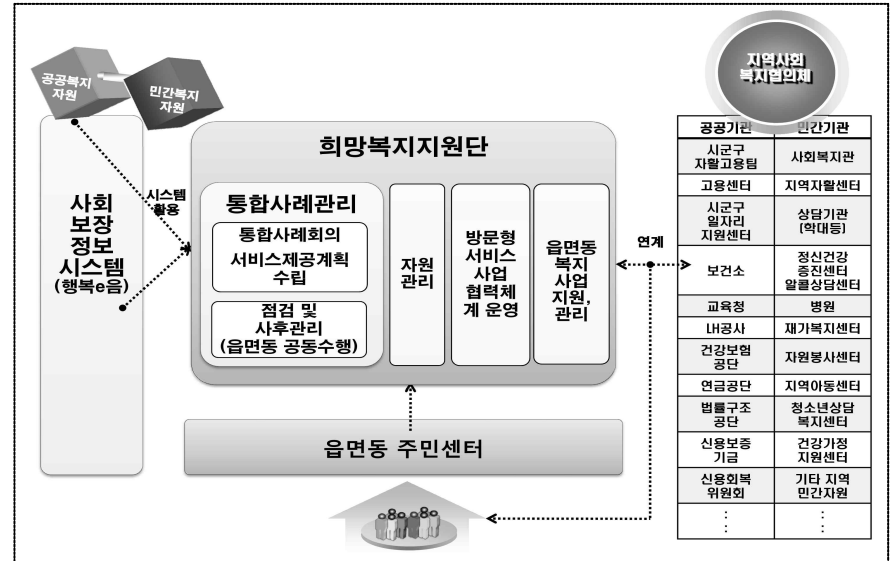 공공복지
자원
민간복지
자원
사회
보장
정보
시스템
(행복e음)
시스템
활용
희망복지지원단
통합사례관리
통합사례회의
서비스제공계획
수립
점검 및
사후관리
(읍면동 공동수행)
자원
관리
방문형
서비스
사업
협력체
계 운영
읍면동
복지
사업
지원,
관리
읍면동 주민센터
연계
지역사회
복지협의체
공공기관 민간기관
시군구
자활고용팀
사회복지관
고용센터 지역자활센터
시군구
일자리
지원센터
상담기관
(학대등)
보건소
정신건강
증진센터
알콜상담센터
교육청 병원
LH공사 재가복지센터
건강보험
공단
자원봉사센터
연금공단 지역아동센터
법률구조
공단
청소년상담
복지센터
신용보증
기금
건강가정
지원센터
신용회복
위원회
기타 지역
민간자원
⋮ ⋮